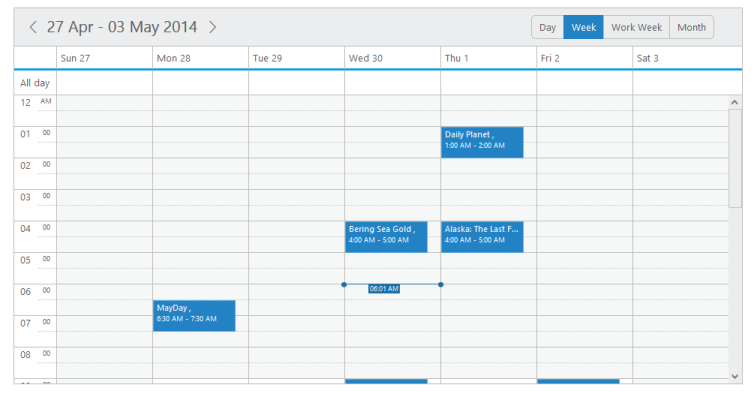 27 Apr - 03 May 2014
Day Week Work Week Month
Sun 27 Mon 28 Tue 29 Wed 30 Thu 1 Fri 2 Sat 3
All day
12 AM
01 00
Daily Planet ,
1:00 AM - 2:00 AM
02 00
03 00
04 00
Bering Sea Gold ,
4:00 AM - 5:00 AM
Alaska: The Last F...
4:00 AM - 5:00 AM
05 00
06:01 AM
06 00
MayDay ,
6:30 AM - 7:30 AM
07 00
08 00